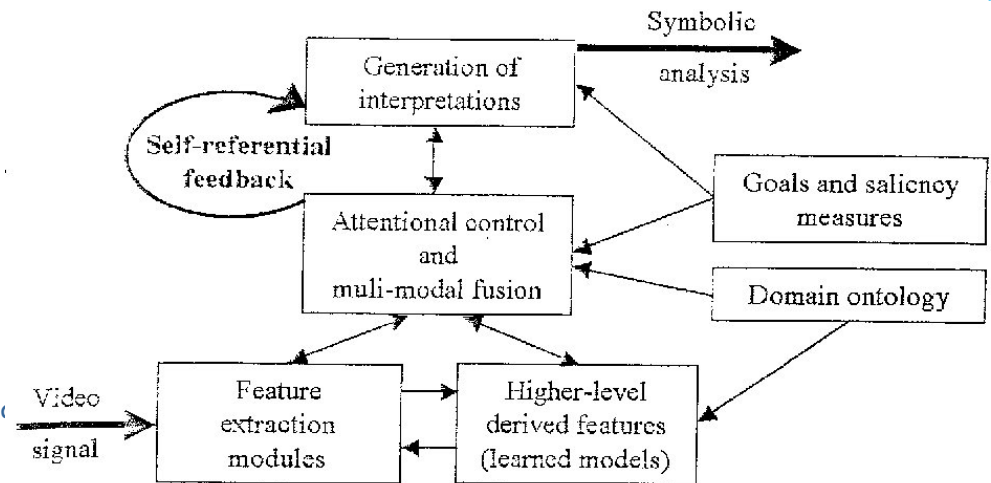 Symbolic
analysis
Generation of
interpretations
Self-referential
feedback
Goals and saliency
measures
Attentional control
and
muli-modal fusion
Domain ontology
Video
signal
Feature
extraction
modules
Higher-level
derived features
(learned models)